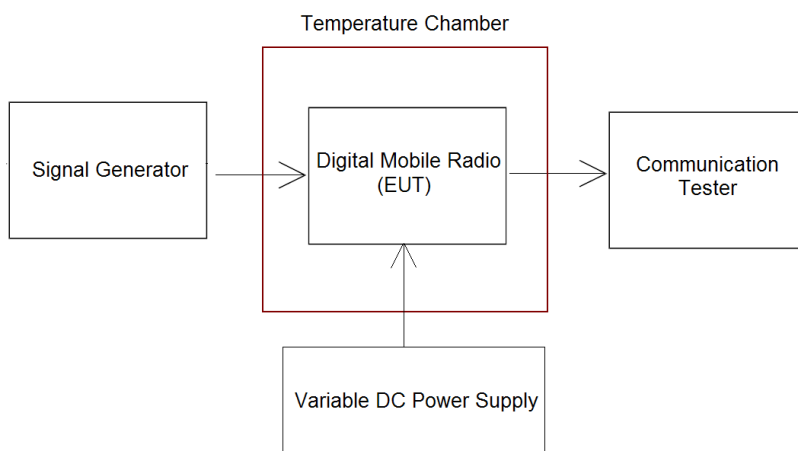 Temperature Chamber
Signal Generator
Digital Mobile Radio
(EUT)
Communication
Tester
Variable DC Power Supply